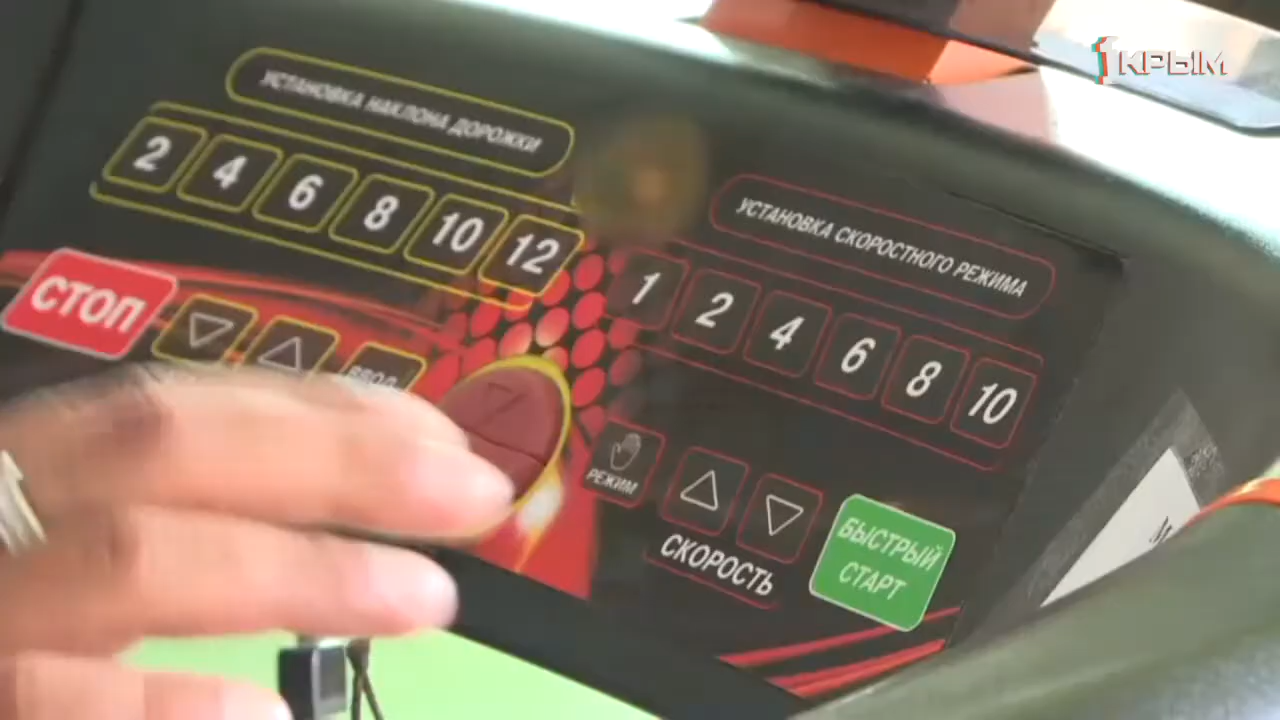 1КРЫМ
УСТАНОВКА НАКЛОНА ДОРОЖКИ
2 4 6 8 10 12
УСТАНОВКА СКОРОСТНОГО РЕЖИМА
1 2 4 6 8 10
СТОП
ВВОД
РЕЖИМ
СКОРОСТЬ
БЫСТРЫЙ
СТАРТ